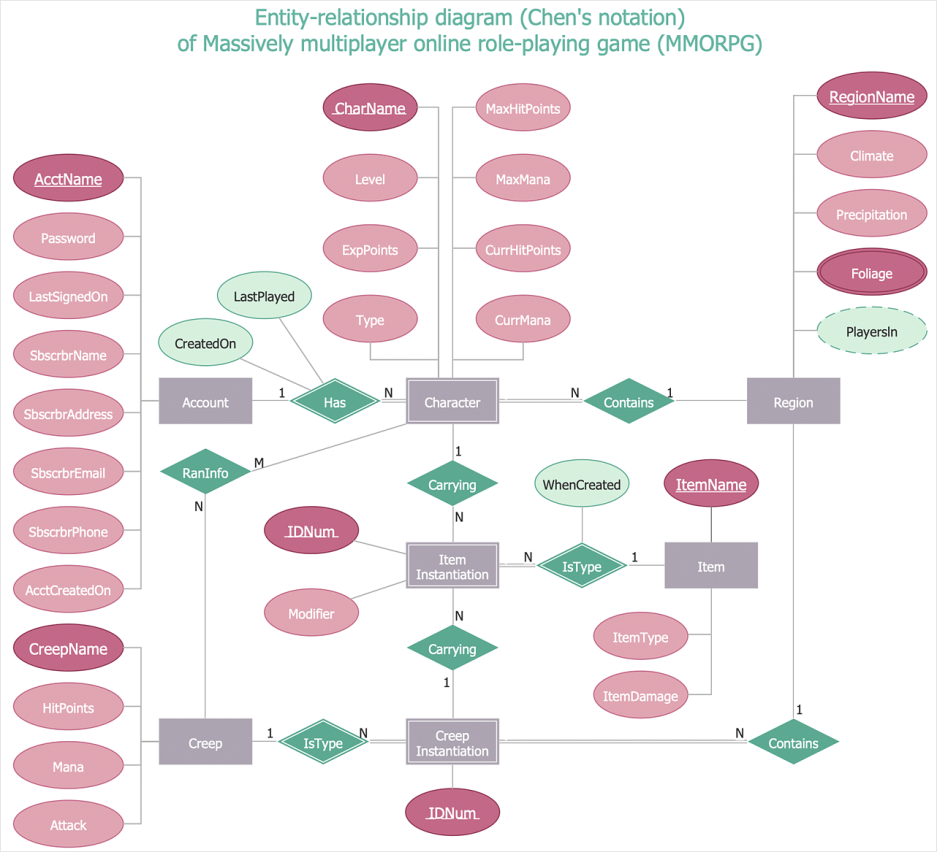 Entity-relationship diagram (Chen's notation)
of Massively multiplayer online role-playing game (MMORPG)
CharName
MaxHitPoints
RegionName
Level
MaxMana
Climate
AcctName
ExpPoints
CurrHitPoints
Precipitation
Password
Type
CurrMana
Foliage
LastSignedOn
LastPlayed
PlayersIn
SbscrbrName
CreatedOn
SbscrbrAddress
Account
1
Has
N
Character
N
Contains
1
Region
SbscrbrEmail
RanInfo
M
N
1
Carrying
N
WhenCreated
ItemName
SbscrbrPhone
IDNum
Item
Instantiation
N
IsType
1
Item
AcctCreatedOn
Modifier
N
Carrying
1
ItemType
ItemDamage
CreepName
HitPoints
Mana
Attack
Creep
1
IsType
N
Creep
Instantiation
N
1
Contains
IDNum